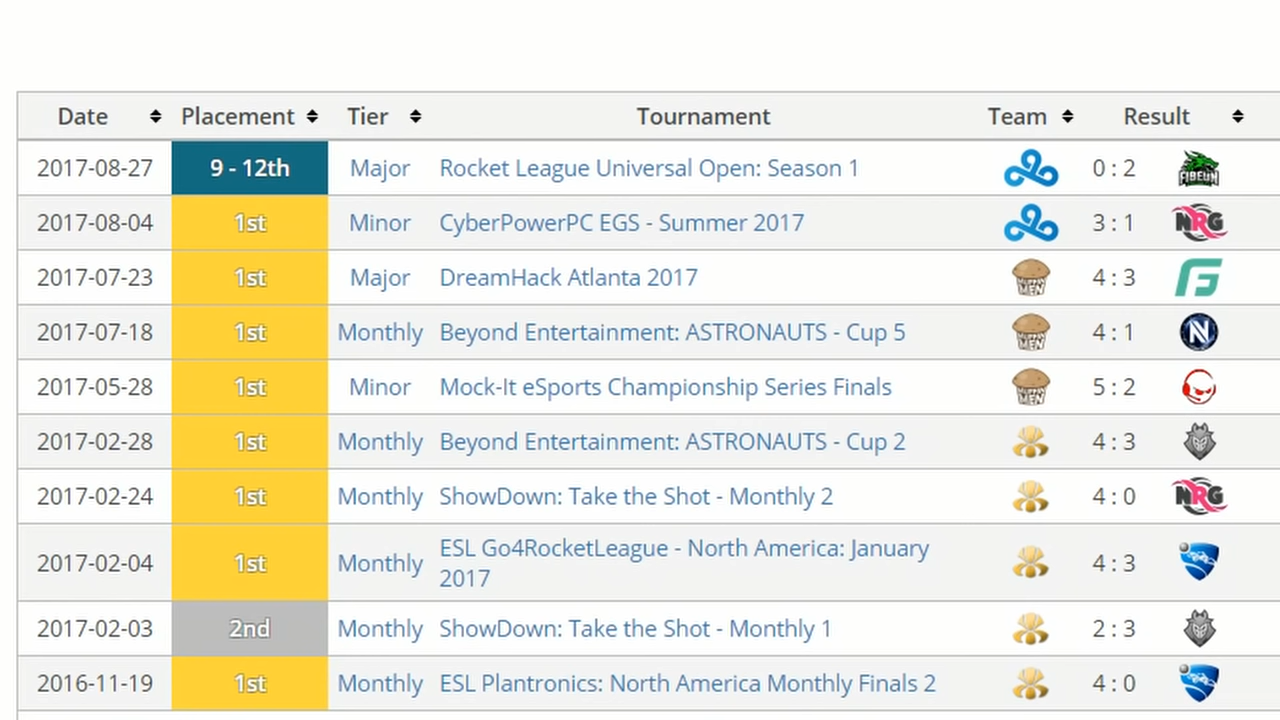 Date Placement Tier Tournament Team Result
2017-08-27 9 - 12th Major Rocket League Universal Open: Season 1 0 : 2 FIBEON
2017-08-04 1st Minor CyberPowerPC EGS - Summer 2017 3 : 1 NRG
2017-07-23 1st Major DreamHack Atlanta 2017 4 : 3
2017-07-18 1st Monthly Beyond Entertainment: ASTRONAUTS - Cup 5 4 : 1 N
2017-05-28 1st Minor Mock-It eSports Championship Series Finals 5 : 2
2017-02-28 1st Monthly Beyond Entertainment: ASTRONAUTS - Cup 2 4 : 3
2017-02-24 1st Monthly ShowDown: Take the Shot - Monthly 2 4 : 0 NRG
2017-02-04 1st Monthly ESL Go4RocketLeague - North America: January
2017 4 : 3
2017-02-03 2nd Monthly ShowDown: Take the Shot - Monthly 1 2 : 3
2016-11-19 1st Monthly ESL Plantronics: North America Monthly Finals 2 4 : 0